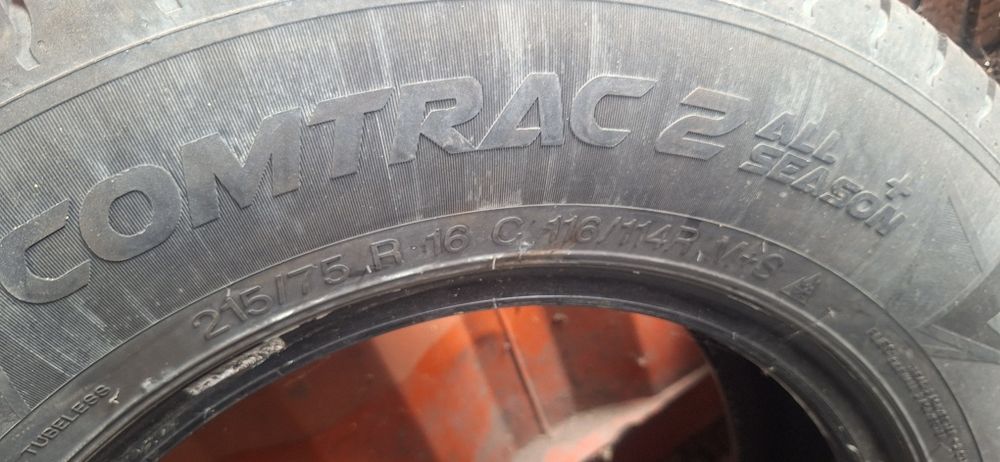 COMTRAC 2 ALL
SEASON +
215/75 R 16 C 116/114R M+S
TUBELESS